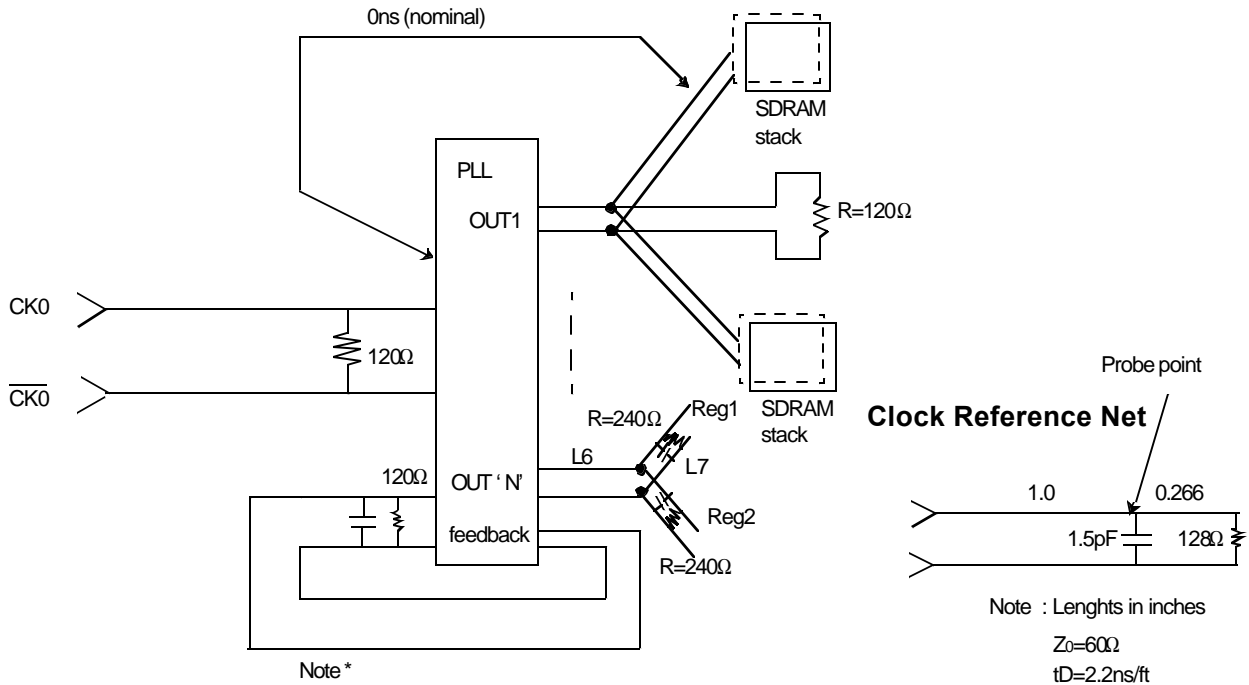 0ns (nominal)
SDRAM
stack
PLL
OUT1
R=120Ω
CK0
120Ω
CK0
SDRAM
stack
Probe point
Clock Reference Net
R=240Ω
Reg1
L6
L7
120Ω
OUT ‘ N’
Reg2
feedback
R=240Ω
1.0
0.266
1.5pF
128Ω
Note : Lenghts in inches
Z0=60Ω
tD=2.2ns/ft
Note *